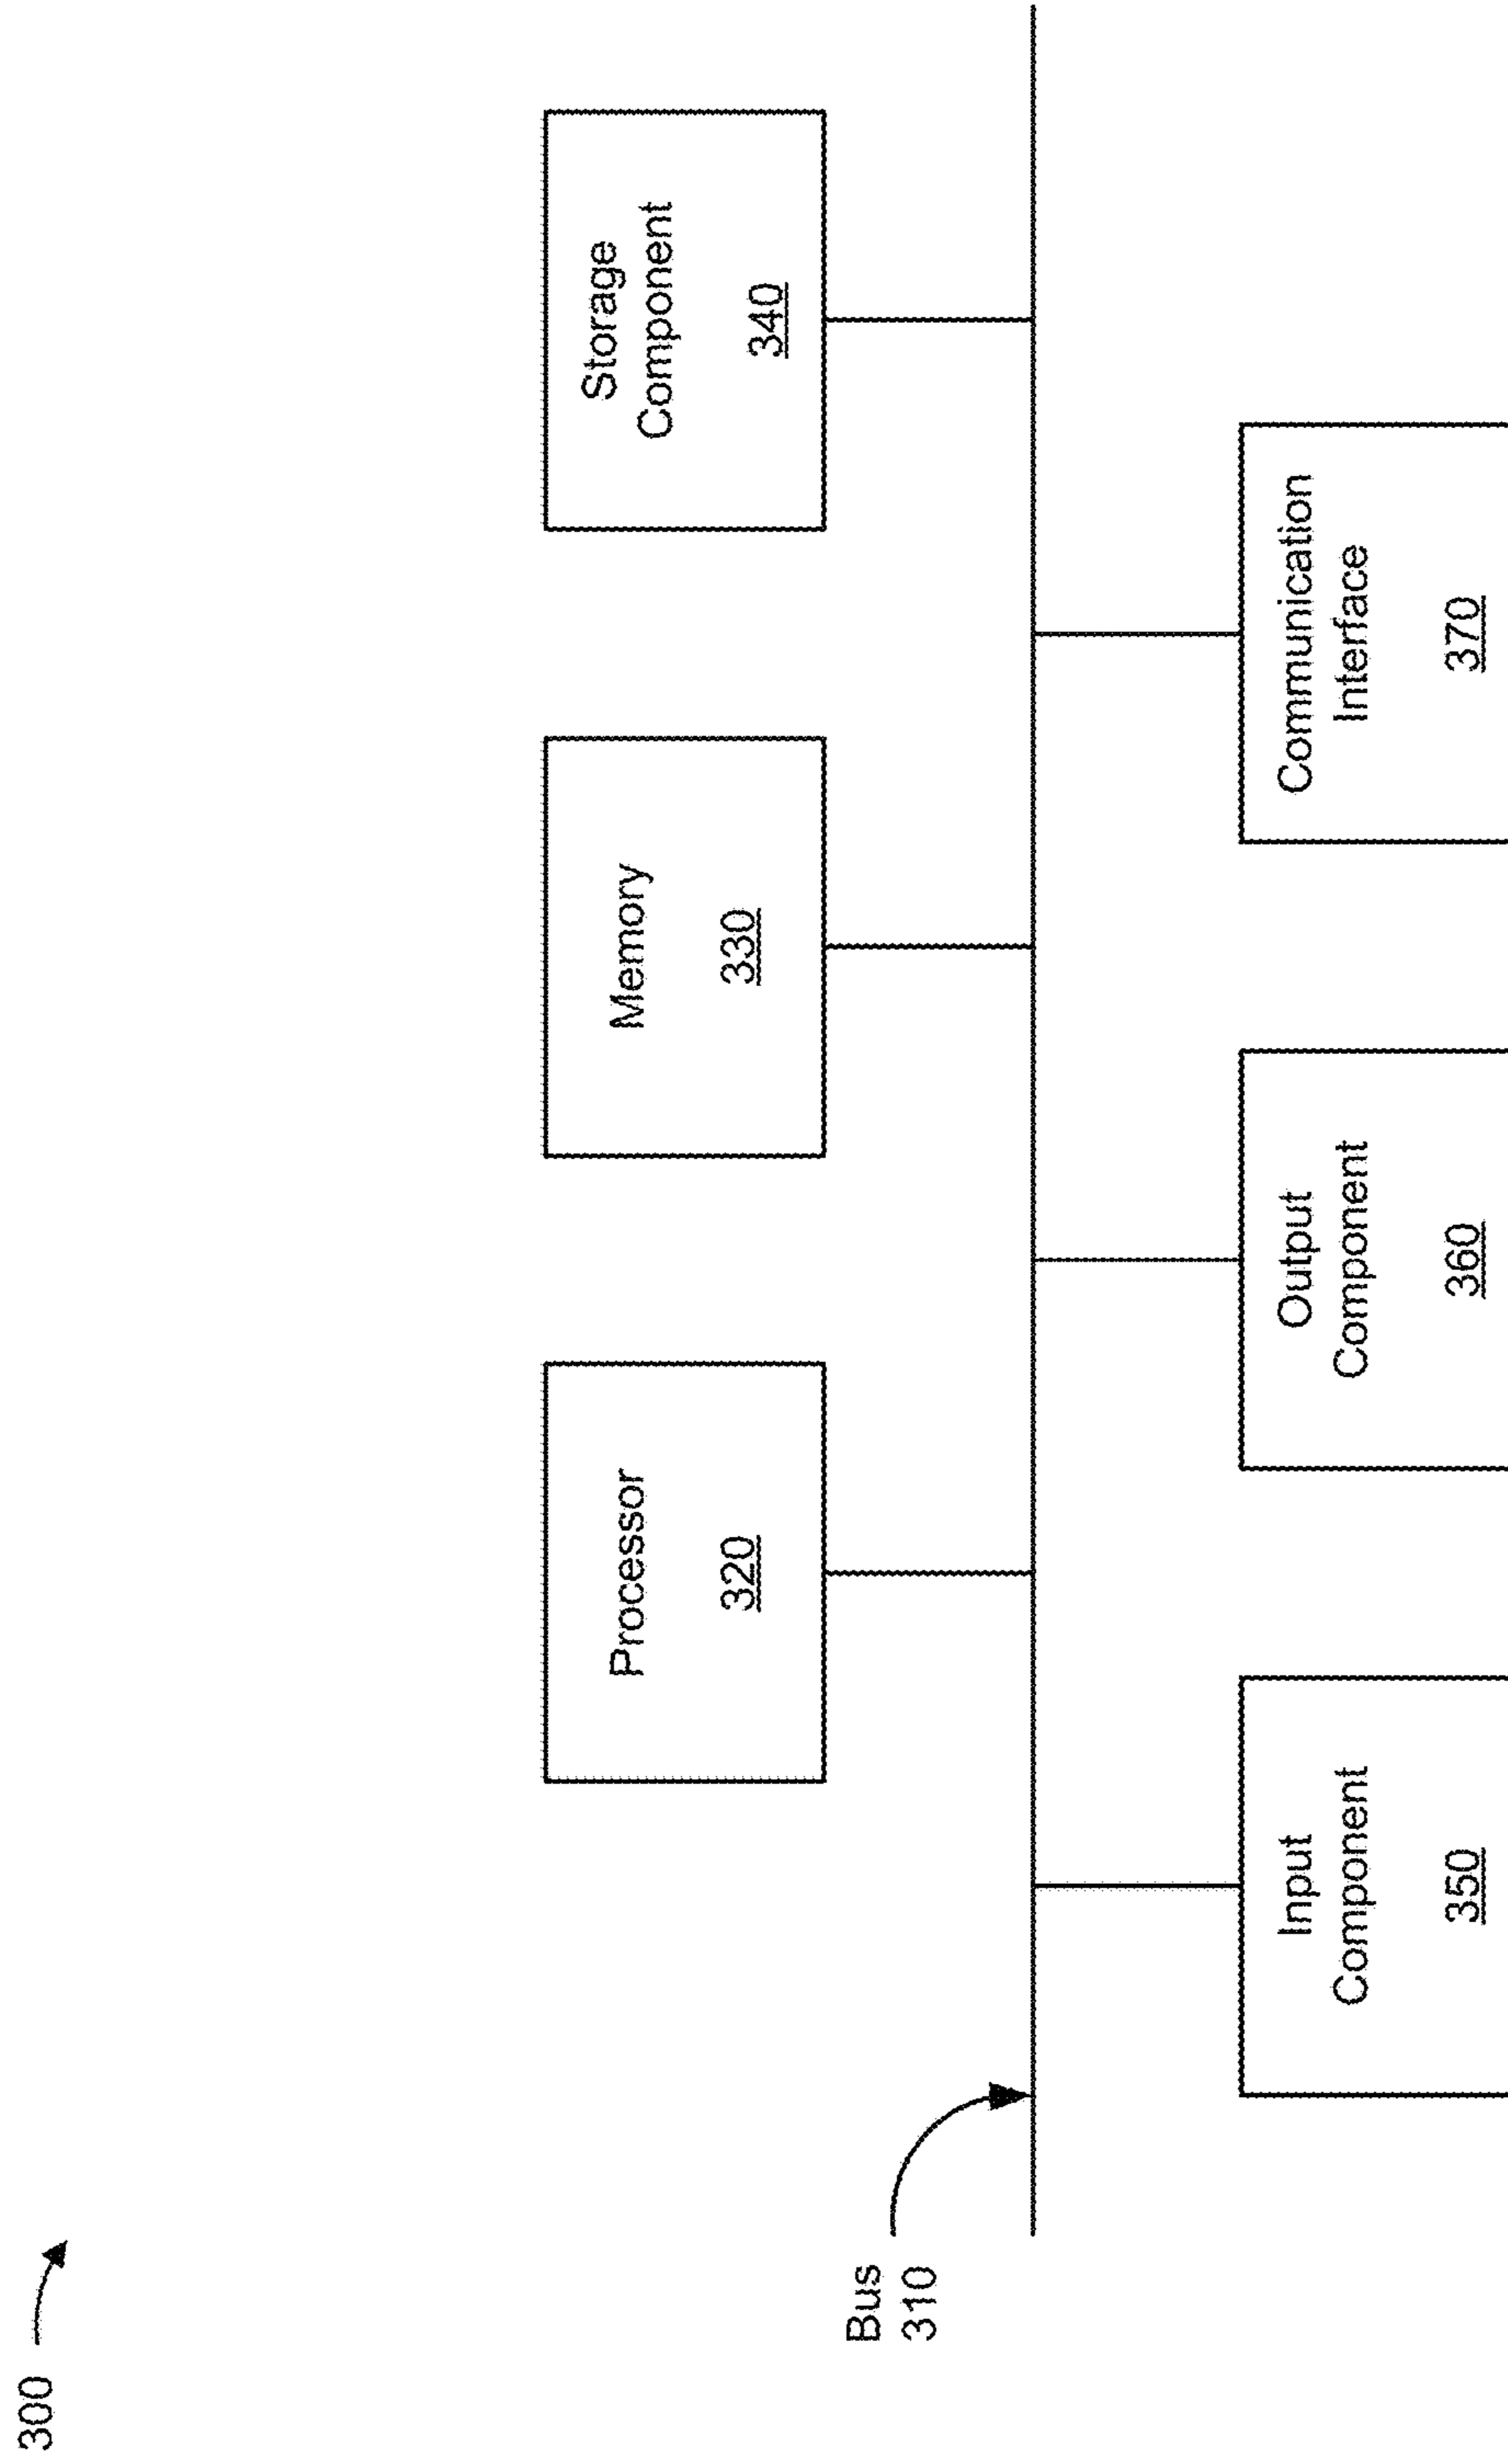 300
Processor
320
Memory
330
Storage
Component
340
Bus
310
Input
Component
350
Output
Component
360
Communication
Interface
370